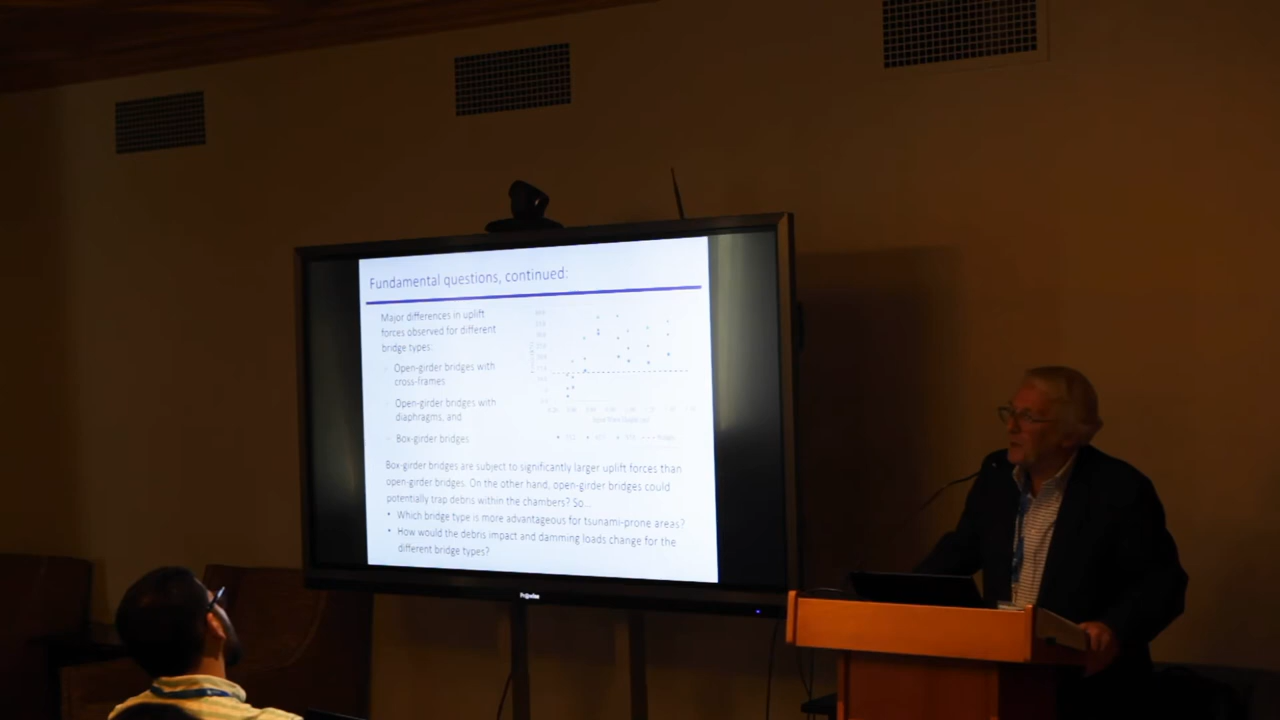 Fundamental questions, continued:
Major differences in uplift
forces observed for different
bridge types:
Open-girder bridges with
cross-frames
Open-girder bridges with
diaphragms, and
Box-girder bridges
Box-girder bridges are subject to significantly larger uplift forces than
open-girder bridges. On the other hand, open-girder bridges could
potentially trap debris within the chambers? So...
• Which bridge type is more advantageous for tsunami-prone areas?
• How would the debris impact and damming loads change for the
different bridge types?